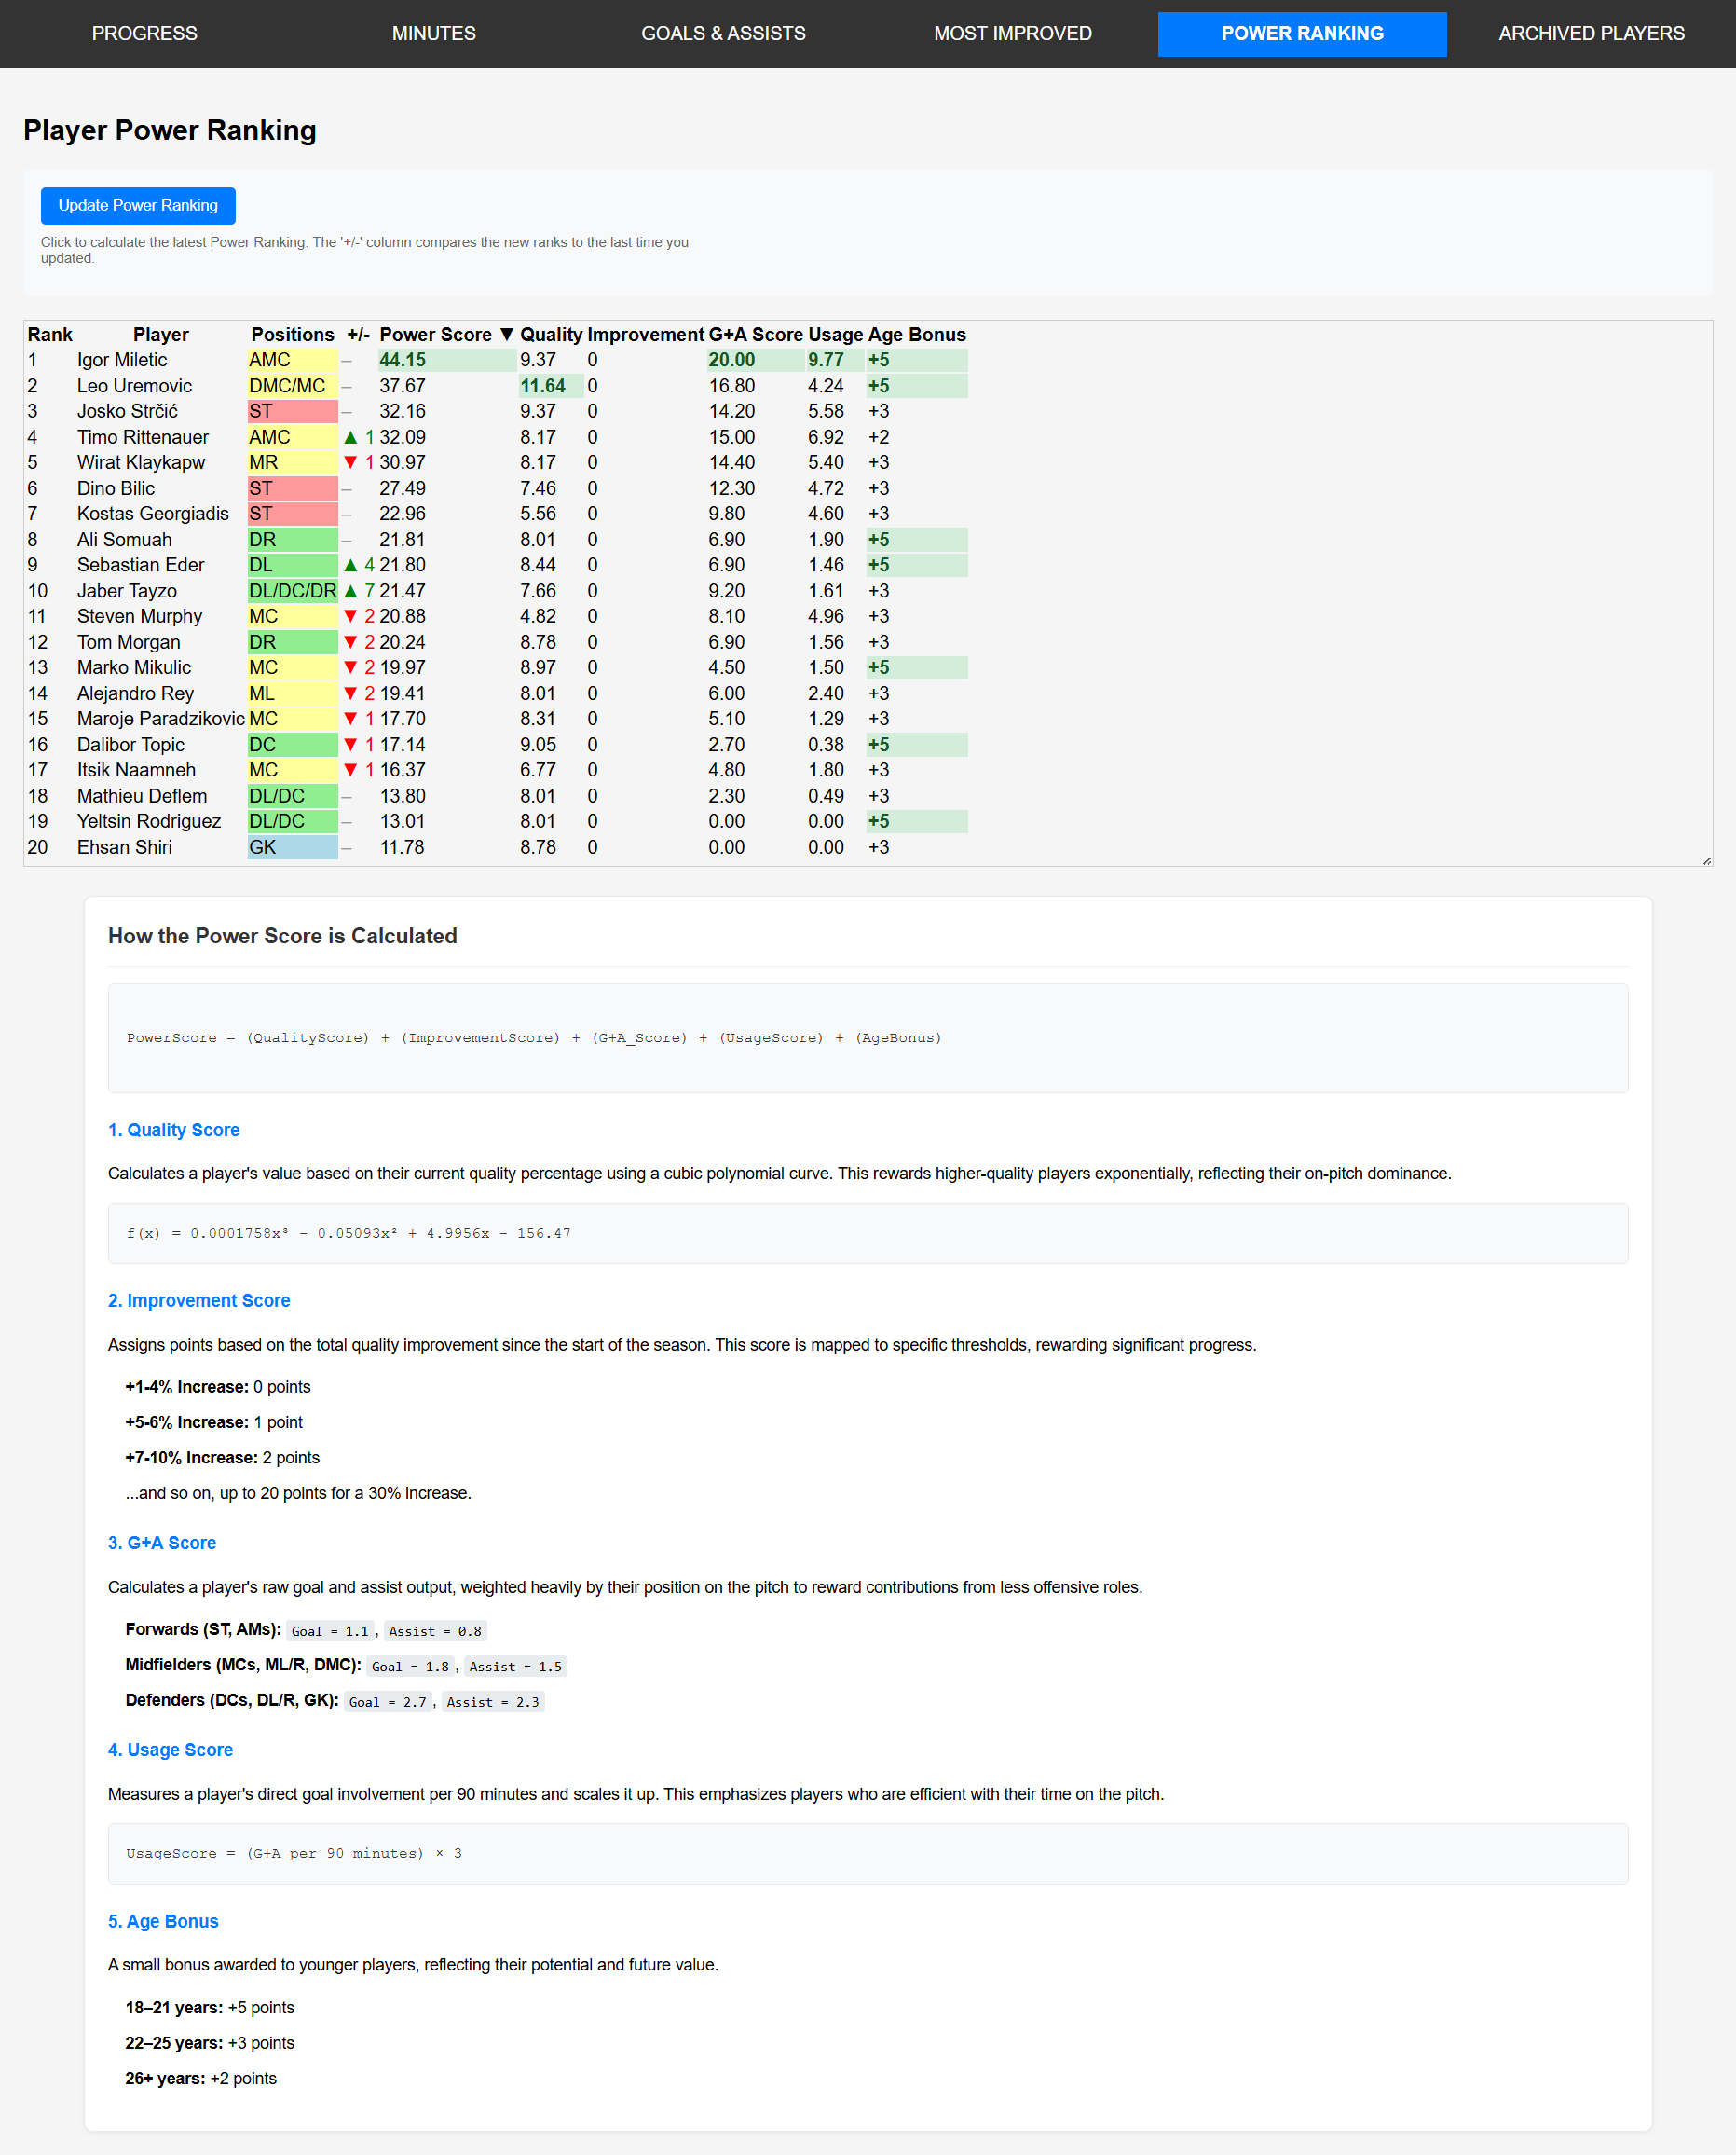 PROGRESS MINUTES GOALS & ASSISTS MOST IMPROVED POWER RANKING ARCHIVED PLAYERS
Player Power Ranking
Update Power Ranking
Click to calculate the latest Power Ranking. The '+/-' column compares the new ranks to the last time you
updated.
Rank Player Positions +/- Power Score ▼ Quality Improvement G+A Score Usage Age Bonus
1 Igor Miletic AMC – 44.15 9.37 0 20.00 9.77 +5
2 Leo Uremovic DMC/MC – 37.67 11.64 0 16.80 4.24 +5
3 Josko Strčić ST – 32.16 9.37 0 14.20 5.58 +3
4 Timo Rittenauer AMC ▲ 1 32.09 8.17 0 15.00 6.92 +2
5 Wirat Klaykapw MR ▼ 1 30.97 8.17 0 14.40 5.40 +3
6 Dino Bilic ST – 27.49 7.46 0 12.30 4.72 +3
7 Kostas Georgiadis ST – 22.96 5.56 0 9.80 4.60 +3
8 Ali Somuah DR – 21.81 8.01 0 6.90 1.90 +5
9 Sebastian Eder DL ▲ 4 21.80 8.44 0 6.90 1.46 +5
10 Jaber Tayzo DL/DC/DR ▲ 7 21.47 7.66 0 9.20 1.61 +3
11 Steven Murphy MC ▼ 2 20.88 4.82 0 8.10 4.96 +3
12 Tom Morgan DR ▼ 2 20.24 8.78 0 6.90 1.56 +3
13 Marko Mikulic MC ▼ 2 19.97 8.97 0 4.50 1.50 +5
14 Alejandro Rey ML ▼ 2 19.41 8.01 0 6.00 2.40 +3
15 Maroje Paradzikovic MC ▼ 1 17.70 8.31 0 5.10 1.29 +3
16 Dalibor Topic DC ▼ 1 17.14 9.05 0 2.70 0.38 +5
17 Itsik Naamneh MC ▼ 1 16.37 6.77 0 4.80 1.80 +3
18 Mathieu Deflem DL/DC – 13.80 8.01 0 2.30 0.49 +3
19 Yeltsin Rodriguez DL/DC – 13.01 8.01 0 0.00 0.00 +5
20 Ehsan Shiri GK – 11.78 8.78 0 0.00 0.00 +3
How the Power Score is Calculated
PowerScore = (QualityScore) + (ImprovementScore) + (G+A_Score) + (UsageScore) + (AgeBonus)
1. Quality Score
Calculates a player's value based on their current quality percentage using a cubic polynomial curve. This rewards higher-quality players exponentially, reflecting their on-pitch dominance.
f(x) = 0.0001758x³ - 0.05093x² + 4.9956x - 156.47
2. Improvement Score
Assigns points based on the total quality improvement since the start of the season. This score is mapped to specific thresholds, rewarding significant progress.
+1-4% Increase: 0 points
+5-6% Increase: 1 point
+7-10% Increase: 2 points
...and so on, up to 20 points for a 30% increase.
3. G+A Score
Calculates a player's raw goal and assist output, weighted heavily by their position on the pitch to reward contributions from less offensive roles.
Forwards (ST, AMs): Goal = 1.1, Assist = 0.8
Midfielders (MCs, ML/R, DMC): Goal = 1.8, Assist = 1.5
Defenders (DCs, DL/R, GK): Goal = 2.7, Assist = 2.3
4. Usage Score
Measures a player's direct goal involvement per 90 minutes and scales it up. This emphasizes players who are efficient with their time on the pitch.
UsageScore = (G+A per 90 minutes) × 3
5. Age Bonus
A small bonus awarded to younger players, reflecting their potential and future value.
18–21 years: +5 points
22–25 years: +3 points
26+ years: +2 points